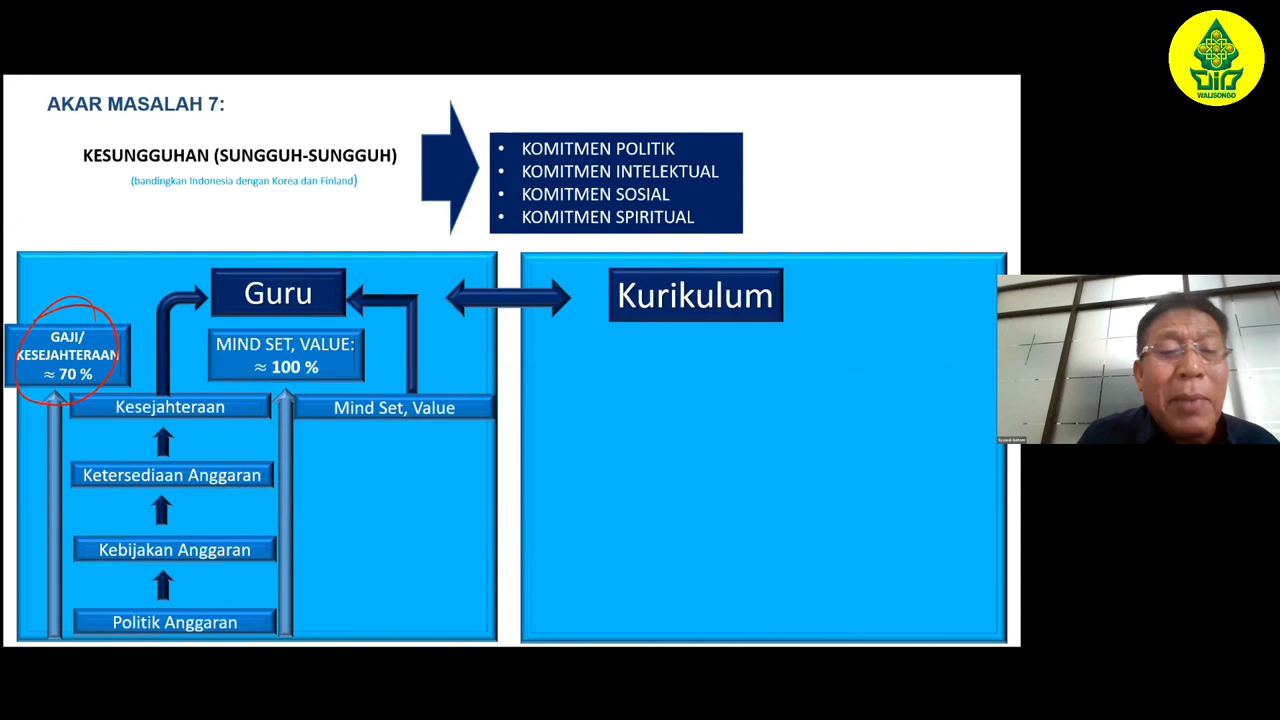 WALISONGO
AKAR MASALAH 7:
KESUNGGUHAN (SUNGGUH-SUNGGUH)
(bandingkan Indonesia dengan Korea dan Finland)
• KOMITMEN POLITIK
• KOMITMEN INTELEKTUAL
• KOMITMEN SOSIAL
• KOMITMEN SPIRITUAL
Guru
Kurikulum
GAJI/
KESEJAHTERAAN
≈ 70 %
MIND SET, VALUE:
≈ 100 %
Kesejahteraan
Mind Set, Value
Ketersediaan Anggaran
Kebijakan Anggaran
Politik Anggaran